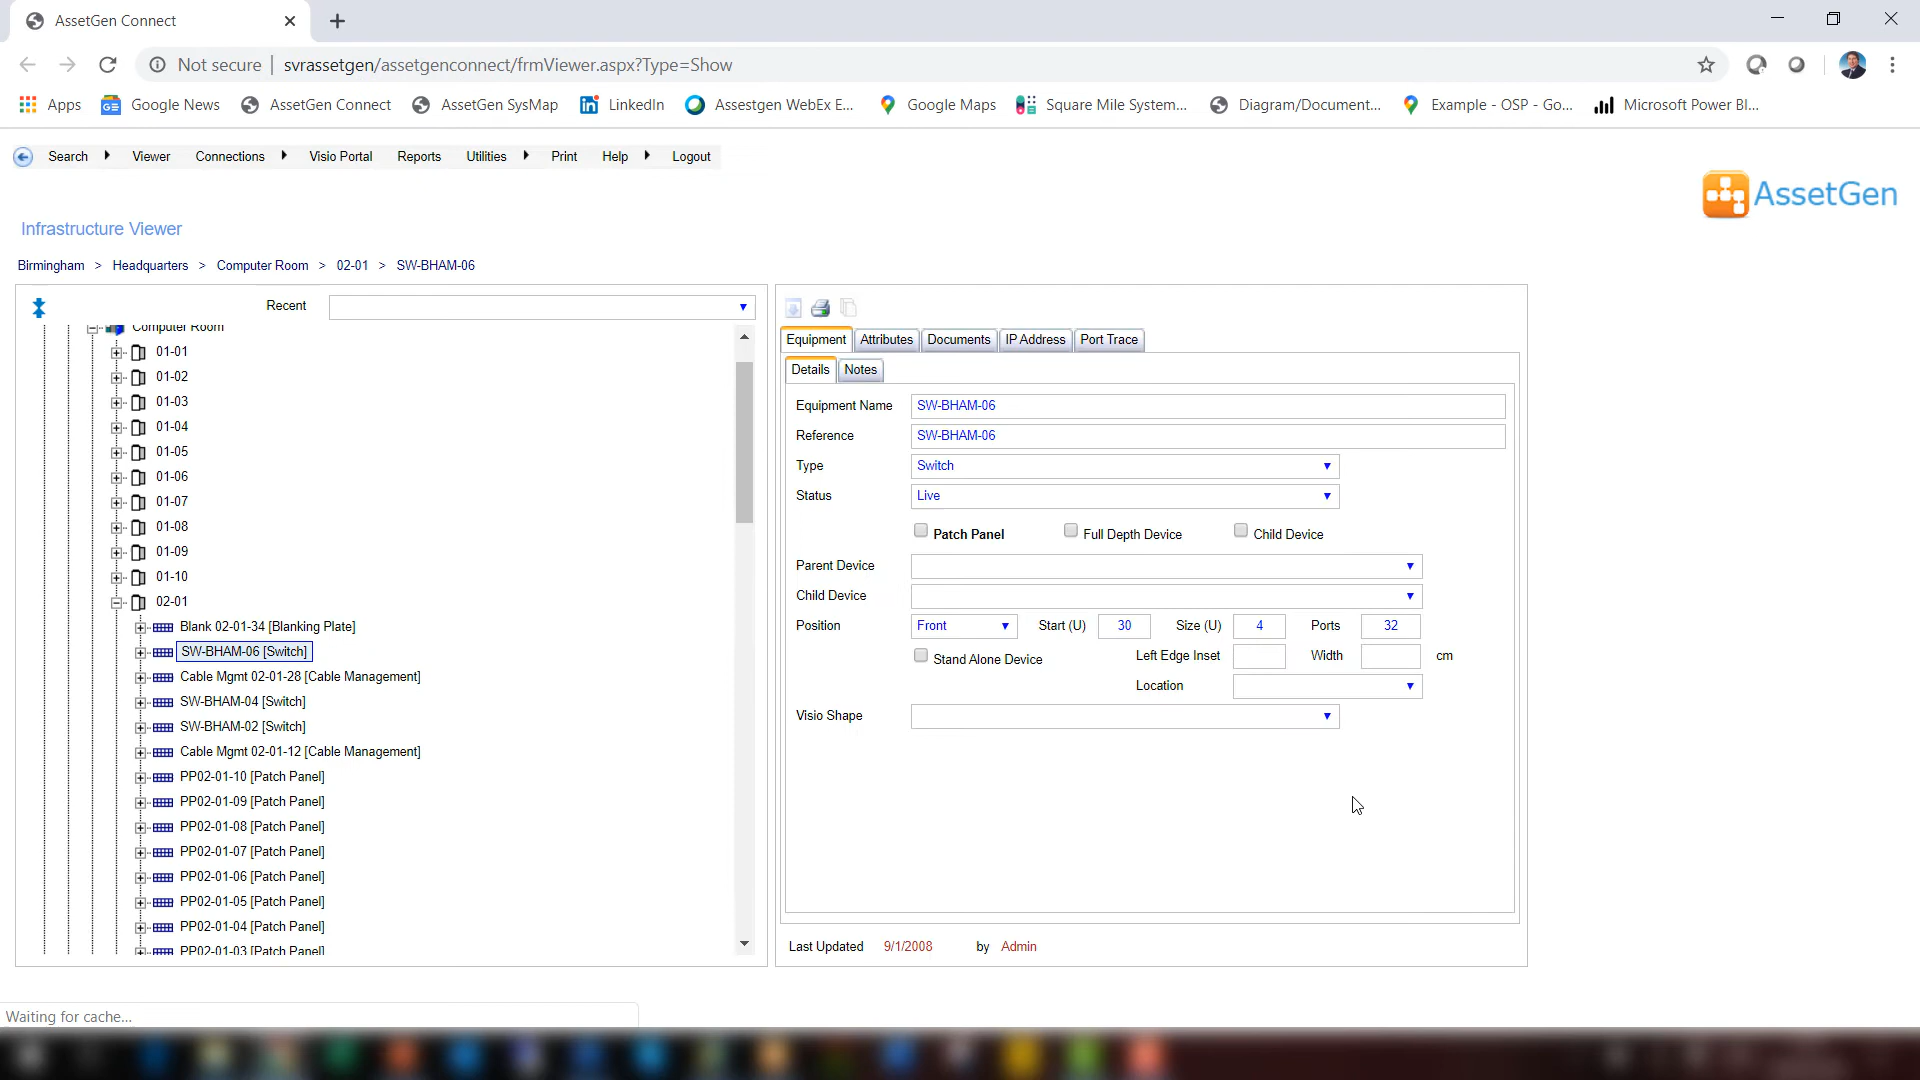 AssetGen Connect
Not secure | svrassetgen/assetgenconnect/frmViewer.aspx?Type=Show
Apps Google News AssetGen Connect AssetGen SysMap LinkedIn Assestgen WebEx E... Google Maps Square Mile System... Diagram/Document... Example - OSP - Go... Microsoft Power BI...
Search Viewer Connections Visio Portal Reports Utilities Print Help Logout
AssetGen
Infrastructure Viewer
Birmingham > Headquarters > Computer Room > 02-01 > SW-BHAM-06
Recent
Computer Room
01-01
01-02
01-03
01-04
01-05
01-06
01-07
01-08
01-09
01-10
02-01
Blank 02-01-34 [Blanking Plate]
SW-BHAM-06 [Switch]
Cable Mgmt 02-01-28 [Cable Management]
SW-BHAM-04 [Switch]
SW-BHAM-02 [Switch]
Cable Mgmt 02-01-12 [Cable Management]
PP02-01-10 [Patch Panel]
PP02-01-09 [Patch Panel]
PP02-01-08 [Patch Panel]
PP02-01-07 [Patch Panel]
PP02-01-06 [Patch Panel]
PP02-01-05 [Patch Panel]
PP02-01-04 [Patch Panel]
PP02-01-03 [Patch Panel]
Equipment Attributes Documents IP Address Port Trace
Details Notes
Equipment Name SW-BHAM-06
Reference SW-BHAM-06
Type Switch
Status Live
Patch Panel Full Depth Device Child Device
Parent Device
Child Device
Position Front Start (U) 30 Size (U) 4 Ports 32
Stand Alone Device Left Edge Inset Width cm
Location
Visio Shape
Last Updated 9/1/2008 by Admin
Waiting for cache...